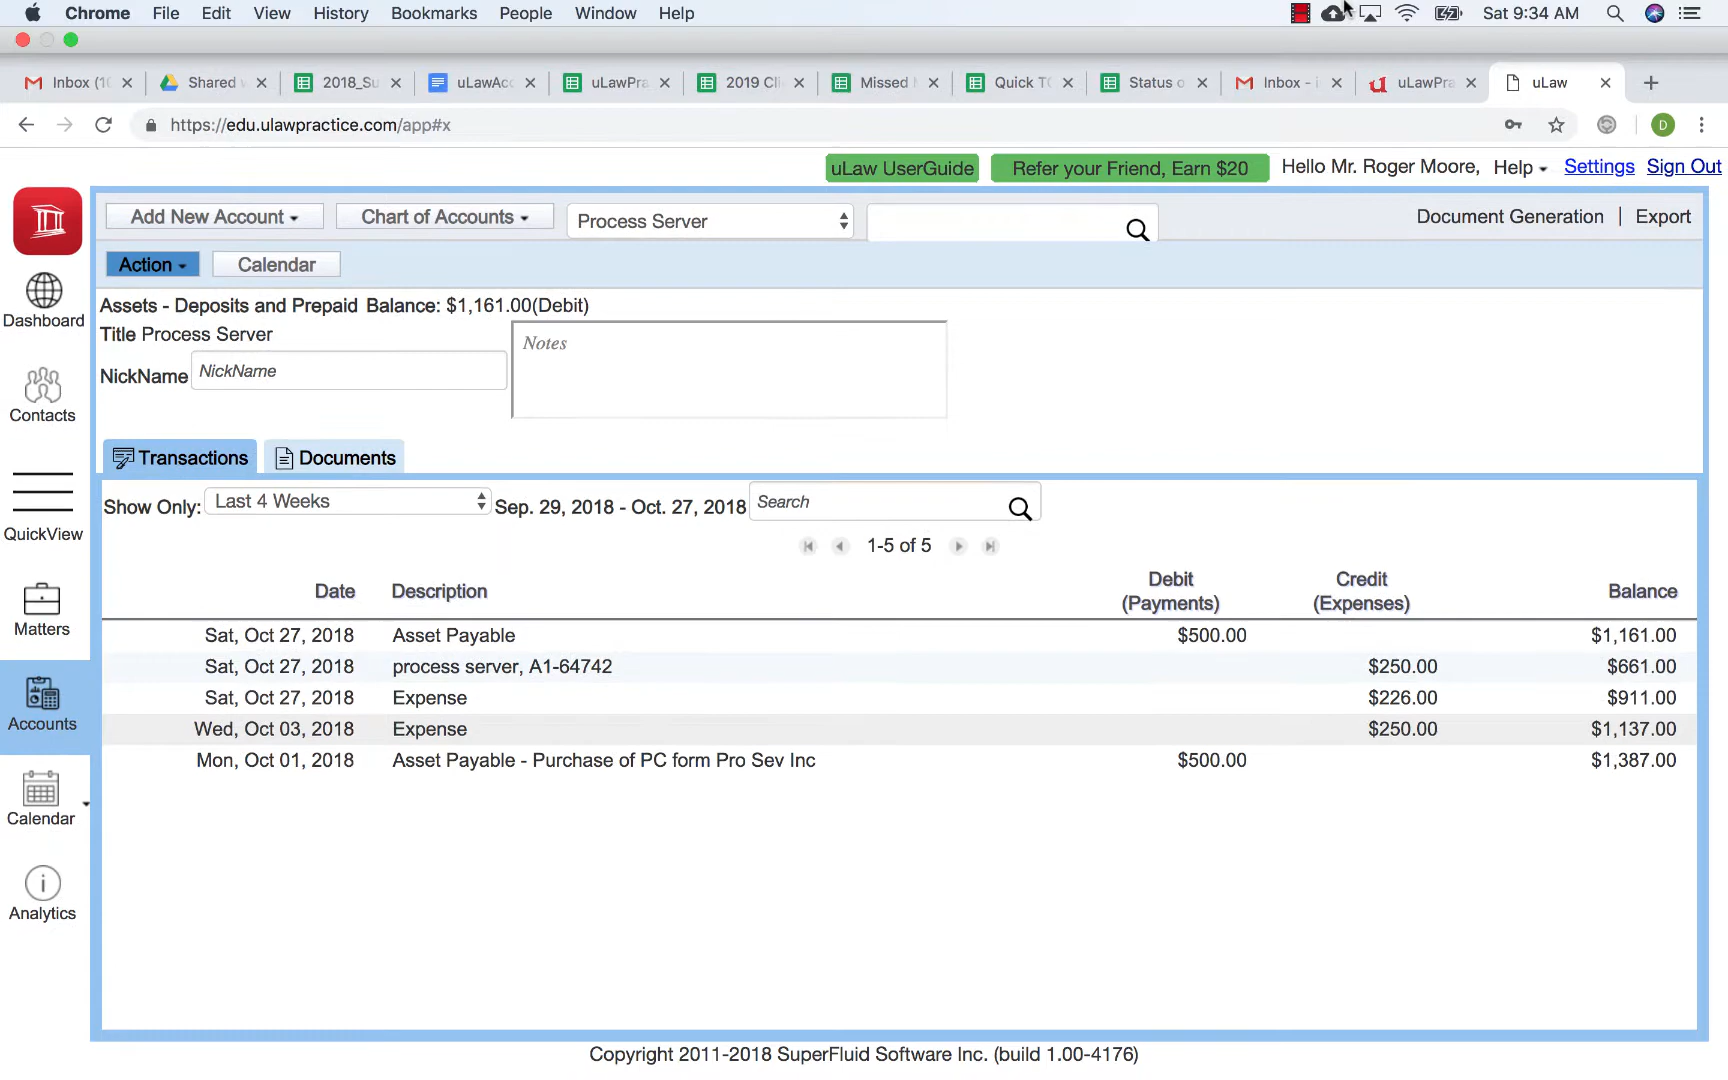 Chrome File Edit View History Bookmarks People Window Help Sat 9:34 AM
Inbox (1 Shared 2018_Su uLawAcc uLawPra 2019 Cli Missed Quick TO Status o Inbox - uLawPra uLaw
https://edu.ulawpractice.com/app#x D
uLaw UserGuide Refer your Friend, Earn $20 Hello Mr. Roger Moore, Help Settings Sign Out
Add New Account Chart of Accounts Process Server Document Generation | Export
Action Calendar
Assets - Deposits and Prepaid Balance: $1,161.00(Debit)
Title Process Server
Notes
NickName NickName
Dashboard
Contacts
QuickView
Matters
Accounts
Calendar
Analytics
Transactions Documents
Show Only: Last 4 Weeks Sep. 29, 2018 - Oct. 27, 2018 Search
1-5 of 5
Date Description Debit (Payments) Credit (Expenses) Balance
Sat, Oct 27, 2018 Asset Payable $500.00 $1,161.00
Sat, Oct 27, 2018 process server, A1-64742 $250.00 $661.00
Sat, Oct 27, 2018 Expense $226.00 $911.00
Wed, Oct 03, 2018 Expense $250.00 $1,137.00
Mon, Oct 01, 2018 Asset Payable - Purchase of PC form Pro Sev Inc $500.00 $1,387.00
Copyright 2011-2018 SuperFluid Software Inc. (build 1.00-4176)